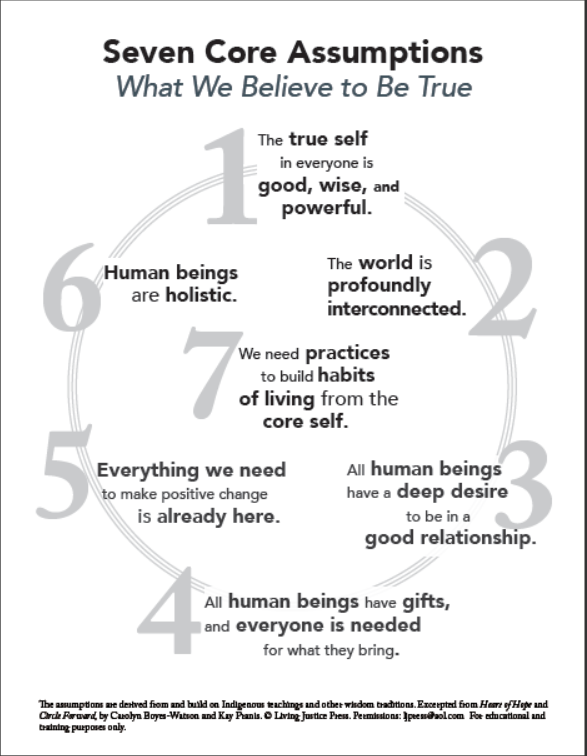 Seven Core Assumptions
What We Believe to Be True
1
The true self
in everyone is
good, wise, and
powerful.
2
The world is
profoundly
interconnected.
3
All human beings
have a deep desire
to be in a
good relationship.
4
All human beings have gifts,
and everyone is needed
for what they bring.
5
Everything we need
to make positive change
is already here.
6
Human beings
are holistic.
7
We need practices
to build habits
of living from the
core self.
The assumptions are derived from and build on Indigenous teachings and other wisdom traditions. Excerpted from Heart of Hope and
Circle Forward, by Carolyn Boyes-Watson and Kay Pranis. © Living Justice Press. Permissions: ljpress@aol.com For educational and
training purposes only.